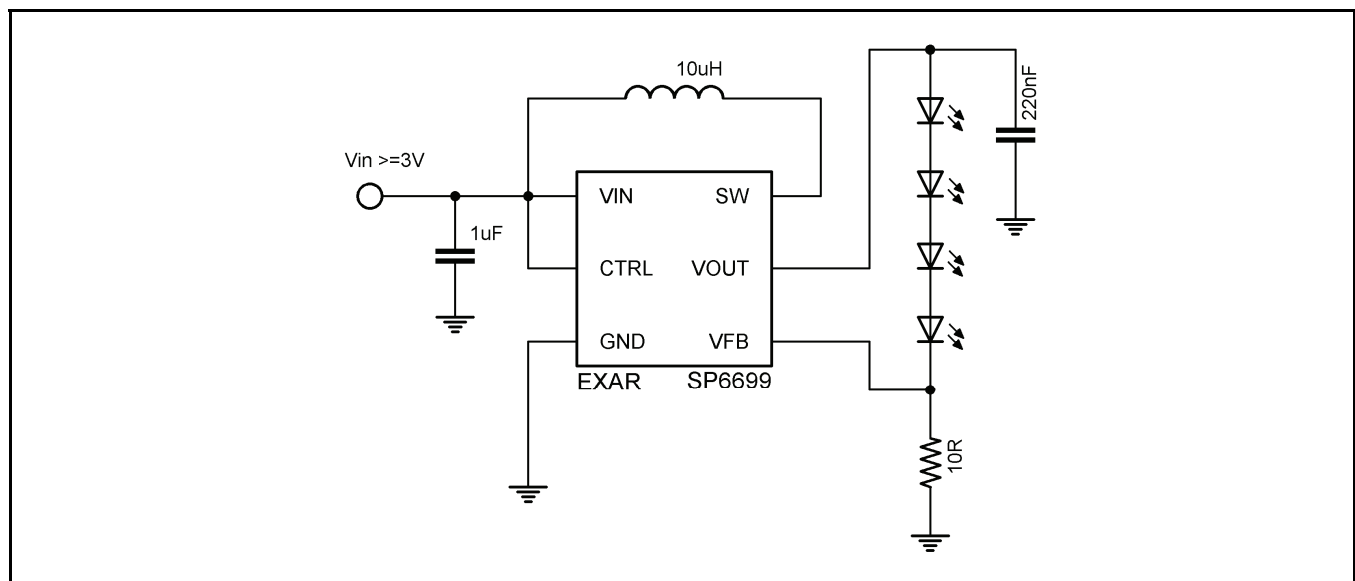 10uH
220nF
Vin >=3V
VIN
SW
1uF
CTRL
VOUT
GND
VFB
EXAR
SP6699
10R